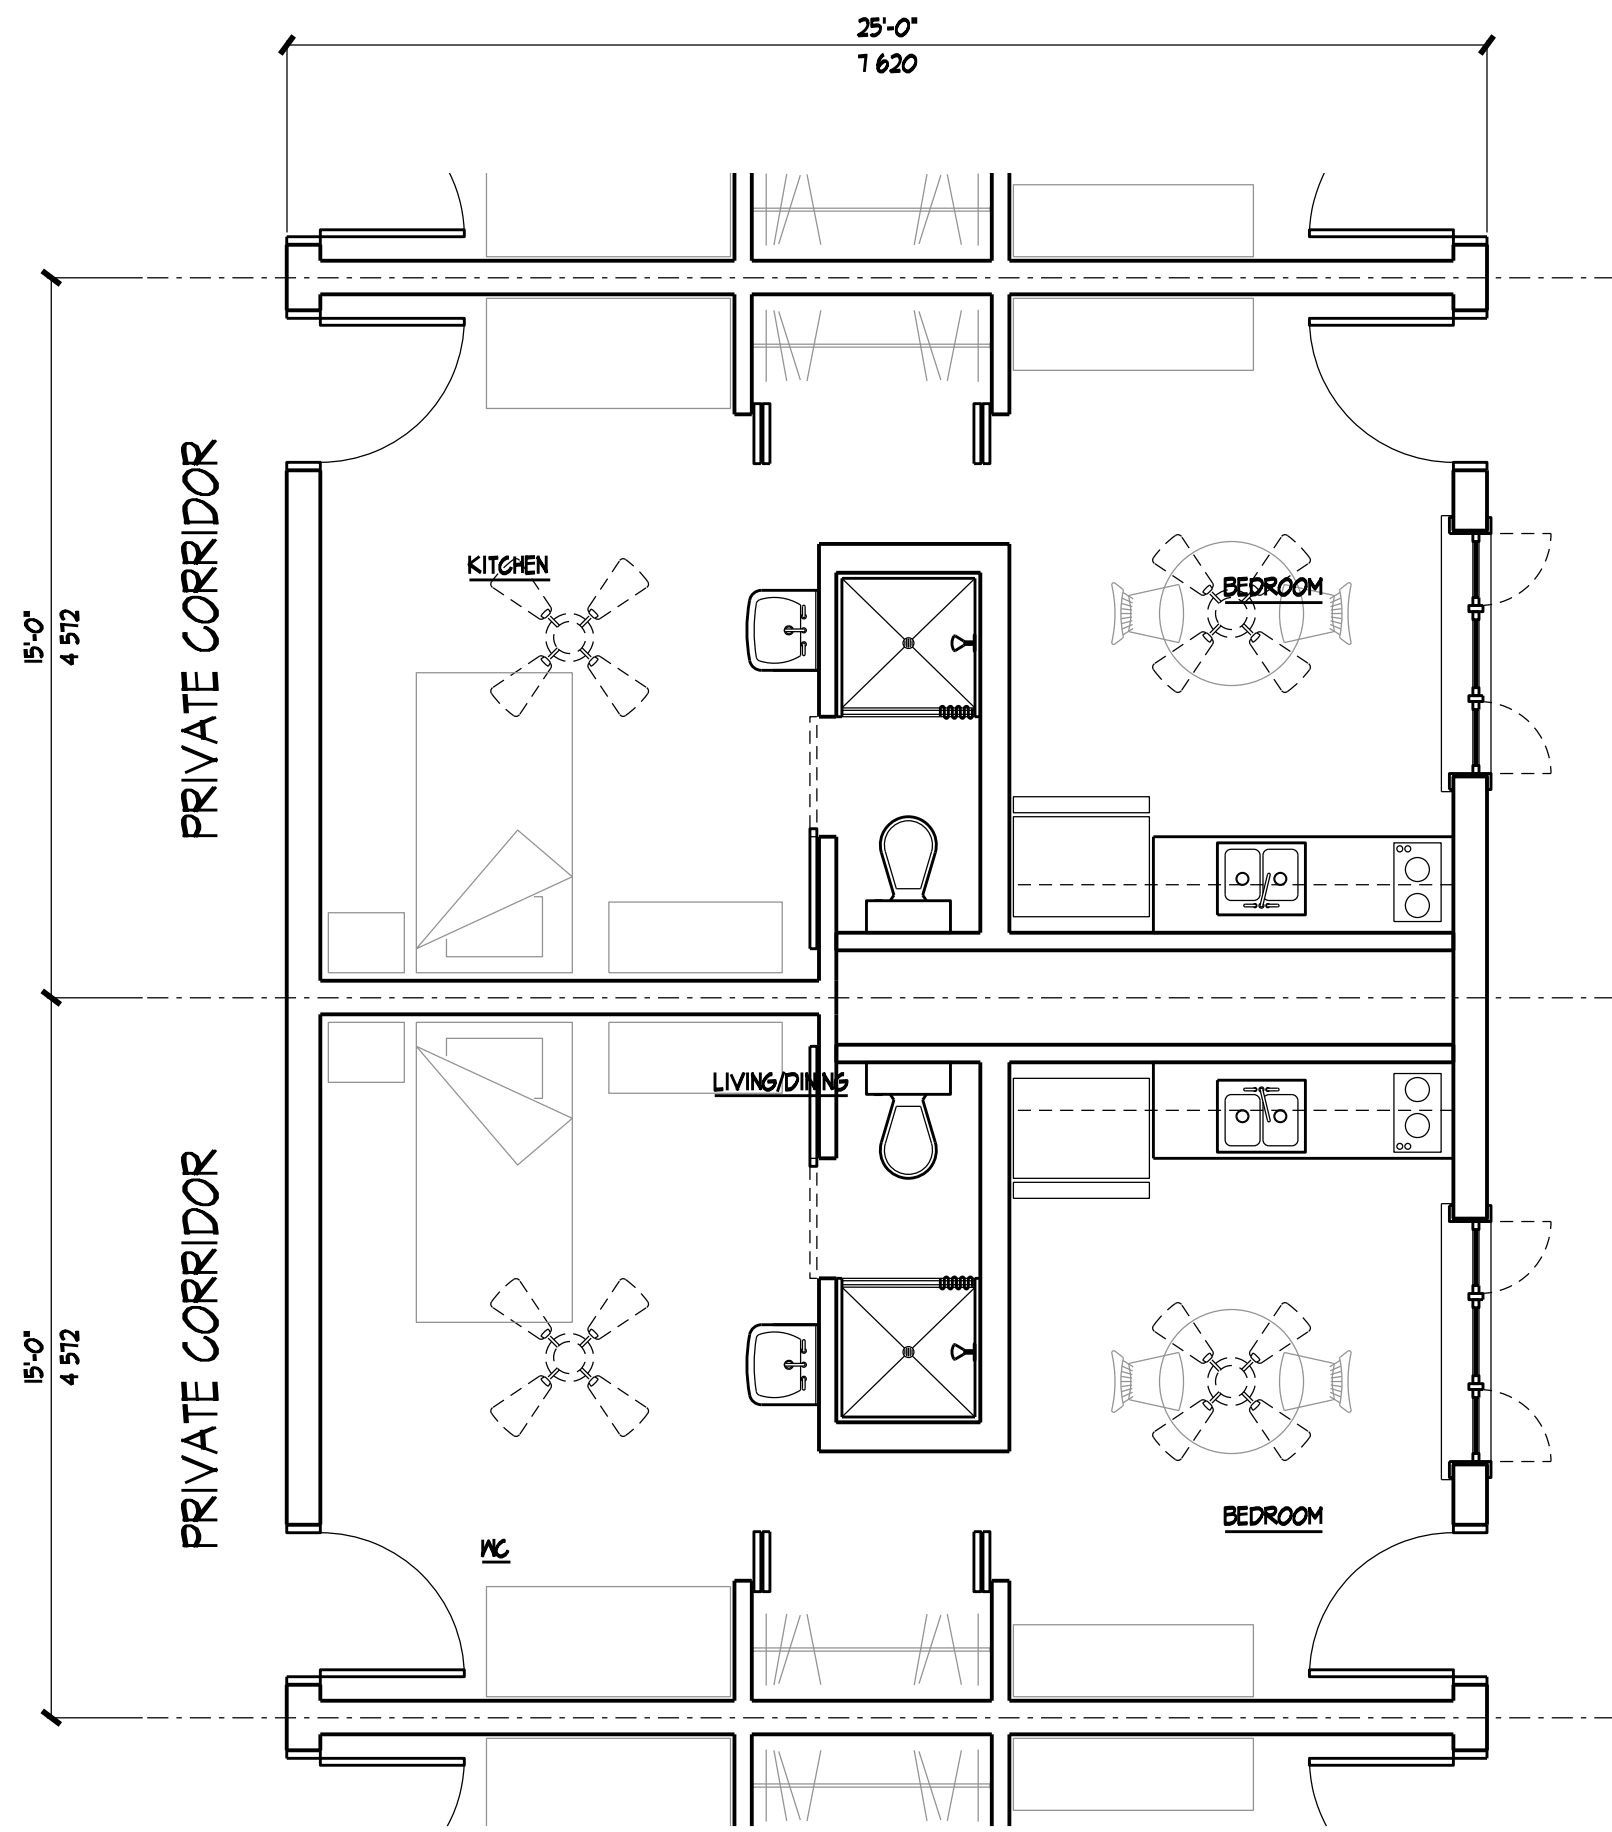 25'-0"
7 620
PRIVATE CORRIDOR
15'-0"
4 572
KITCHEN
BEDROOM
LIVING/DINING
PRIVATE CORRIDOR
15'-0"
4 572
BEDROOM
WC